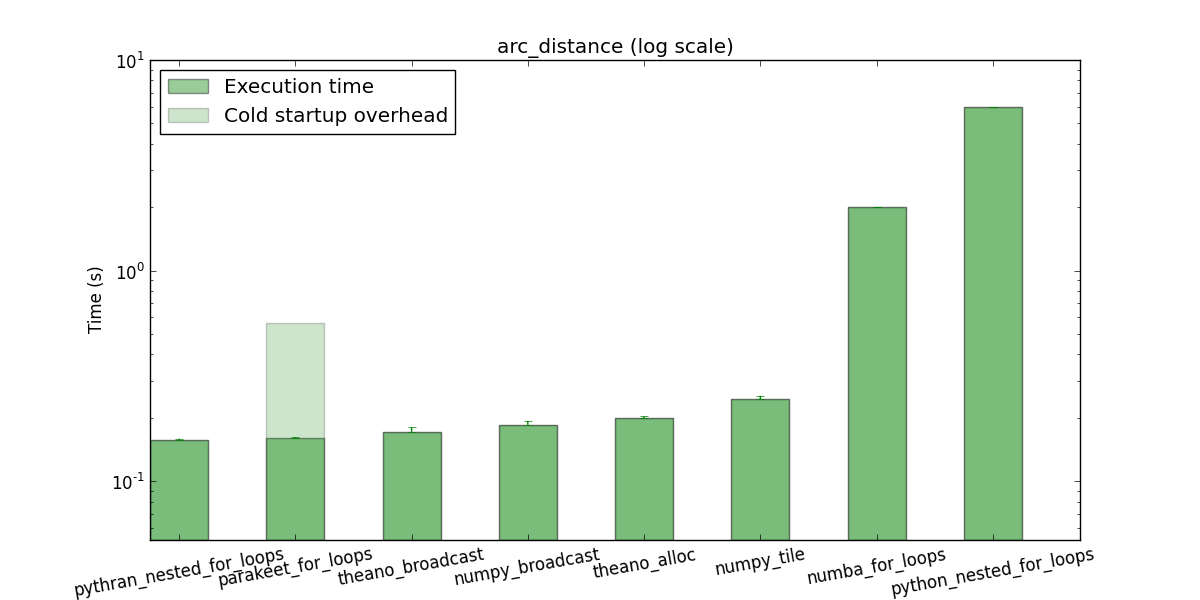 arc_distance (log scale)
10^1
Execution time
Cold startup overhead
10^0
Time (s)
10^-1
pythran_nested_for_loops
parakeet_for_loops
theano_broadcast
numpy_broadcast
theano_alloc
numpy_tile
numba_for_loops
python_nested_for_loops